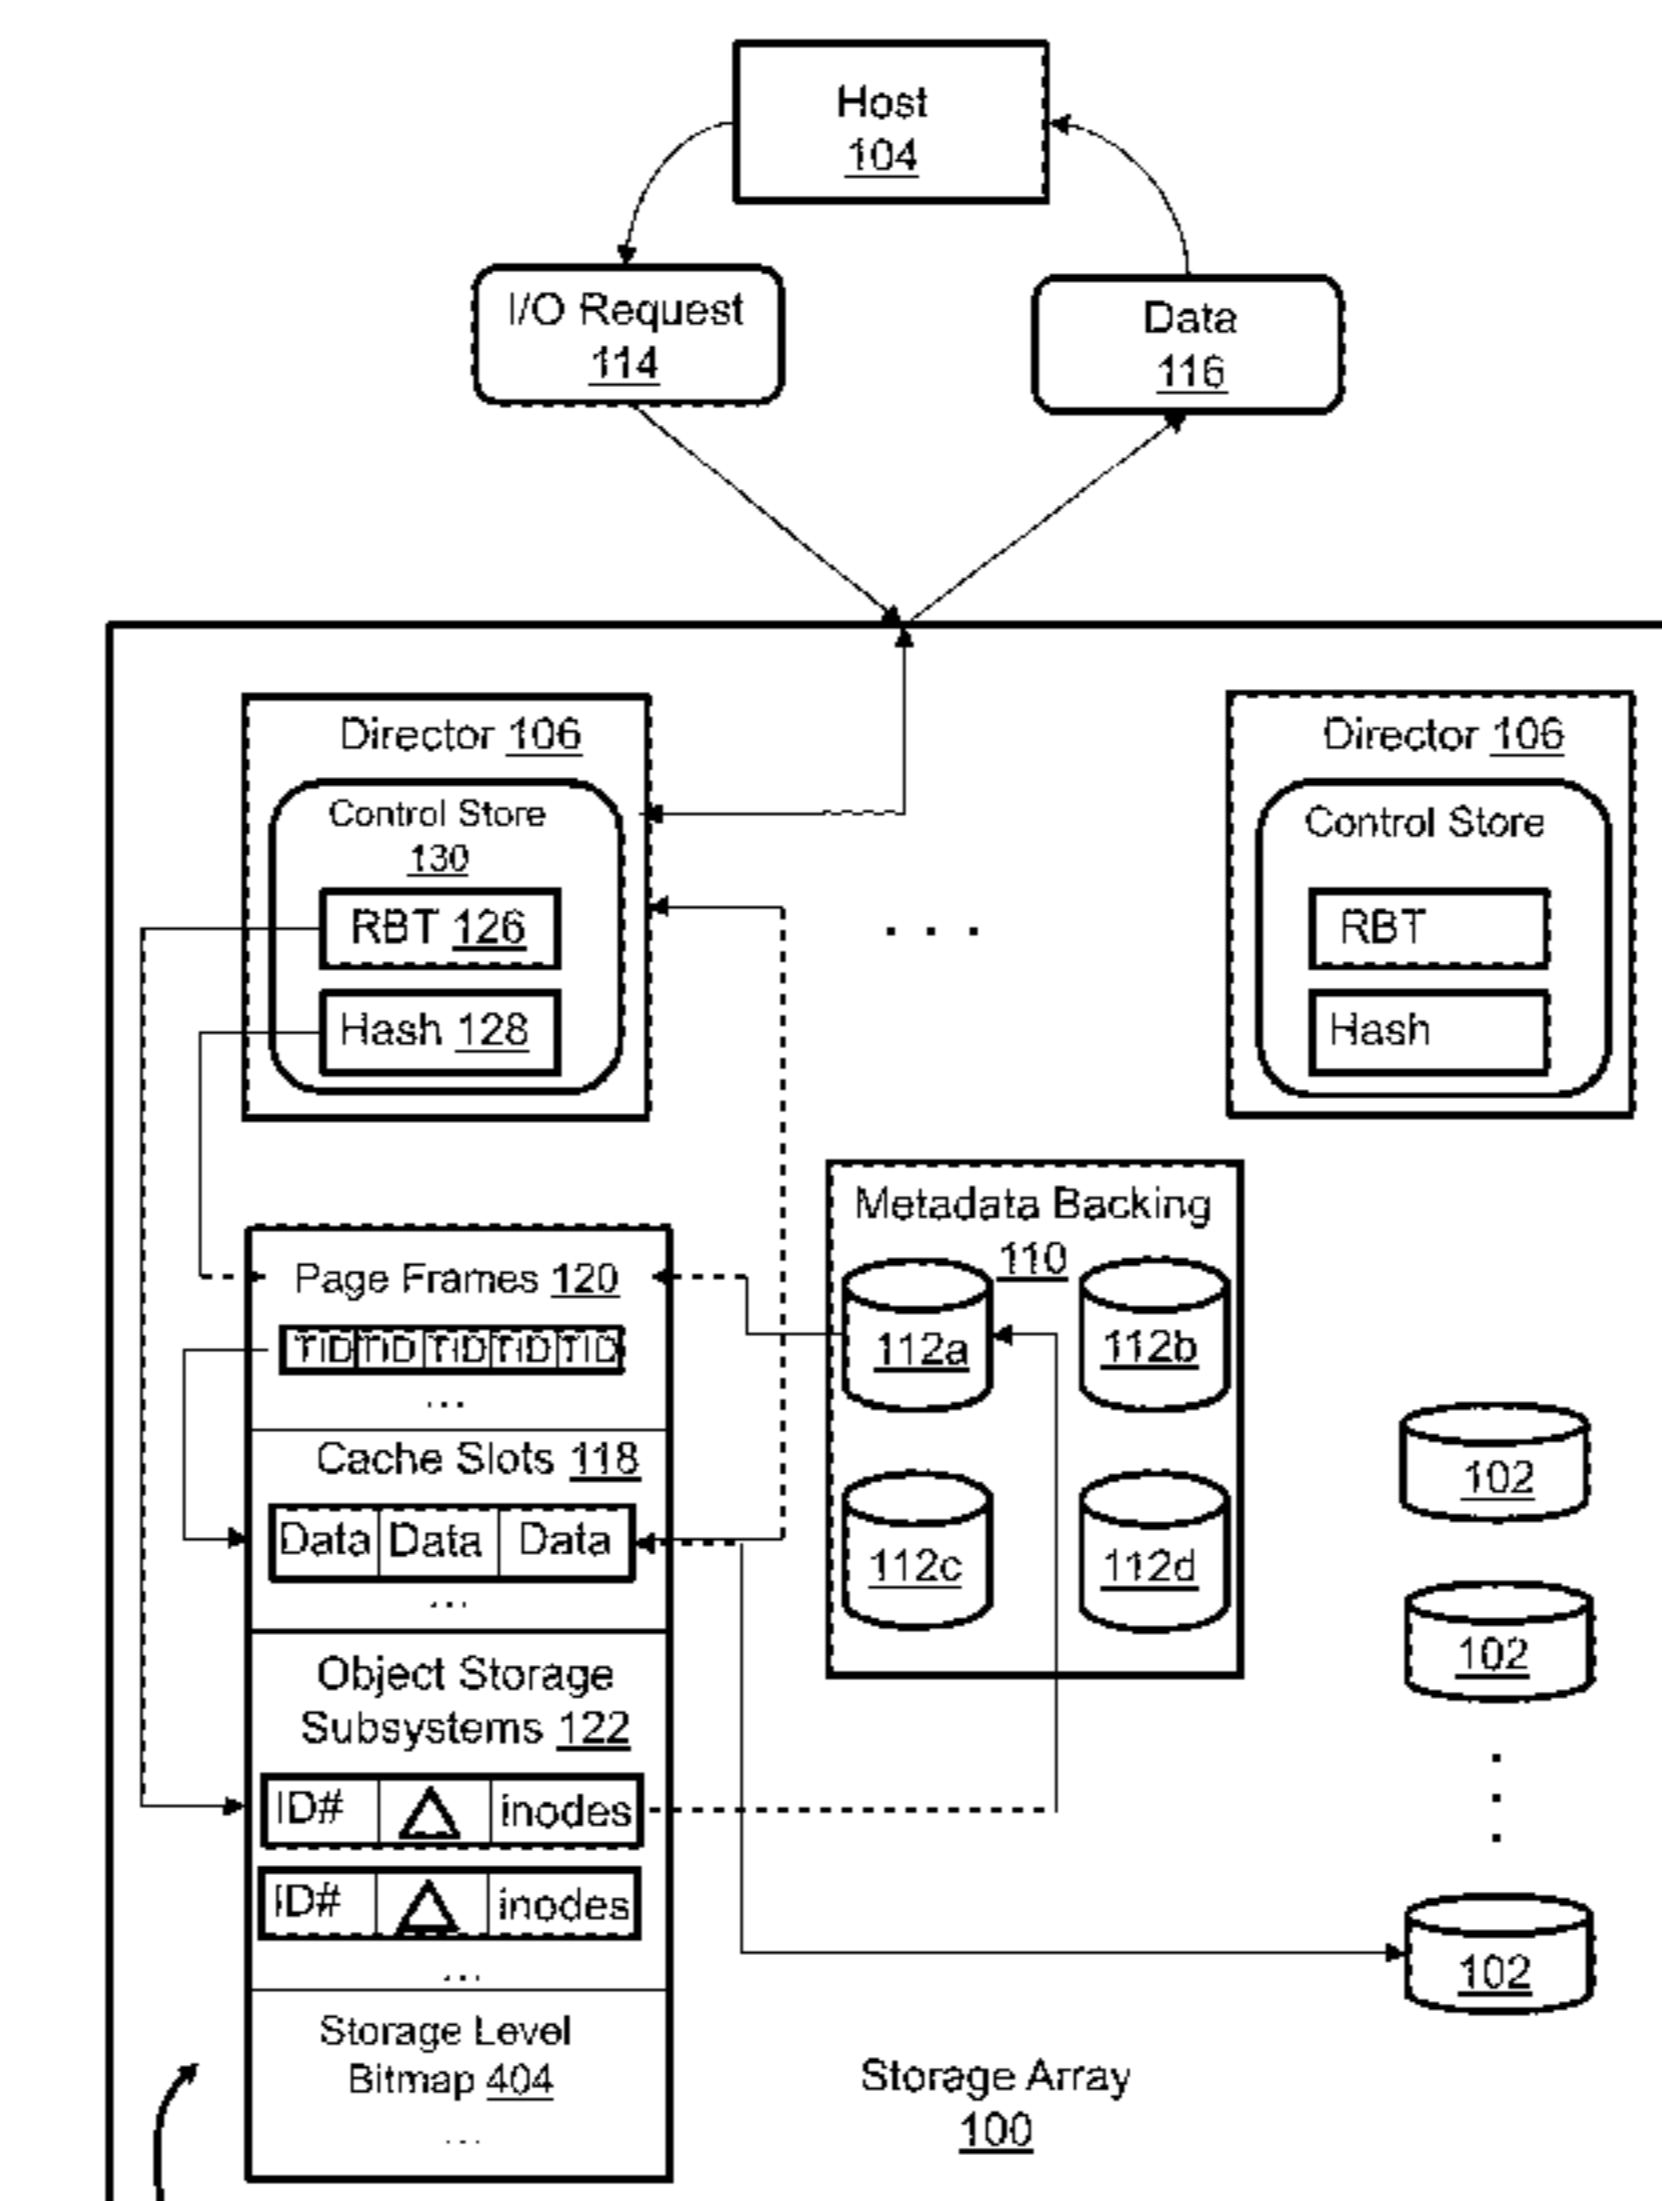 Host
104
I/O Request
114
Data
116
Director 106
Control Store
130
RBT 126
Hash 128
. . .
Director 106
Control Store
RBT
Hash
Page Frames 120
TID TID TID TID TID
...
Cache Slots 118
Data Data Data
...
Object Storage
Subsystems 122
ID# inodes
ID# inodes
...
Storage Level
Bitmap 404
...
Metadata Backing
110
112a
112b
112c
112d
102
102
102
Storage Array
100